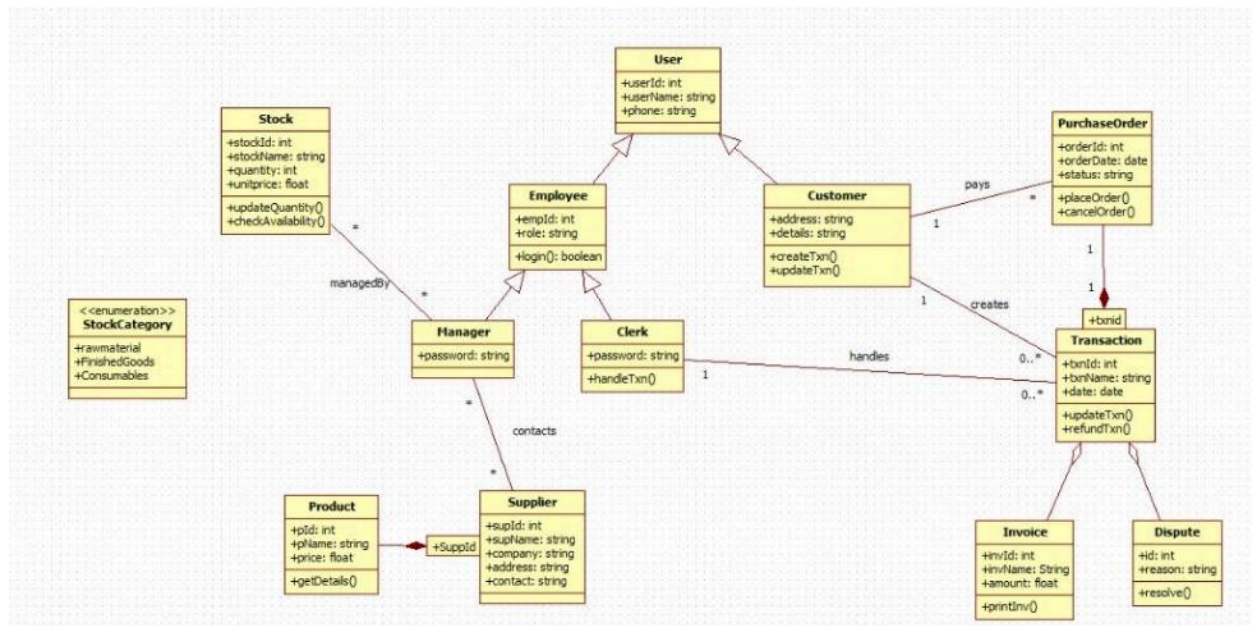 User
+userId: int
+userName: string
+phone: string
Stock
+stockId: int
+stockName: string
+quantity: int
+unitprice: float
+updateQuantity()
+checkAvailability()
PurchaseOrder
+orderId: int
+orderDate: date
+status: string
+placeOrder()
+cancelOrder()
Employee
+empId: int
+role: string
+login(): boolean
Customer
+address: string
+details: string
+createTxn()
+updateTxn()
pays
1
*
*
managedBy
*
1
creates
0..*
1
1
+txnid
<<enumeration>>
StockCategory
+rawmaterial
+FinishedGoods
+Consumables
Manager
+password: string
Clerk
+password: string
+handleTxn()
handles
1
0..*
Transaction
+txnId: int
+txnName: string
+date: date
+updateTxn()
+refundTxn()
*
contacts
*
Product
+pId: int
+pName: string
+price: float
+getDetails()
+SuppId
Supplier
+supId: int
+supName: string
+company: string
+address: string
+contact: string
Invoice
+invId: int
+invName: String
+amount: float
+printInv()
Dispute
+id: int
+reason: string
+resolve()